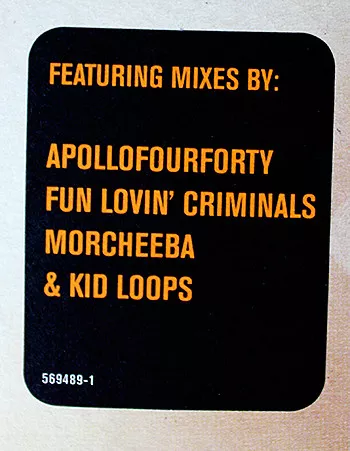 FEATURING MIXES BY:
APOLLOFOURFORTY
FUN LOVIN' CRIMINALS
MORCHEEBA
& KID LOOPS
569489-1